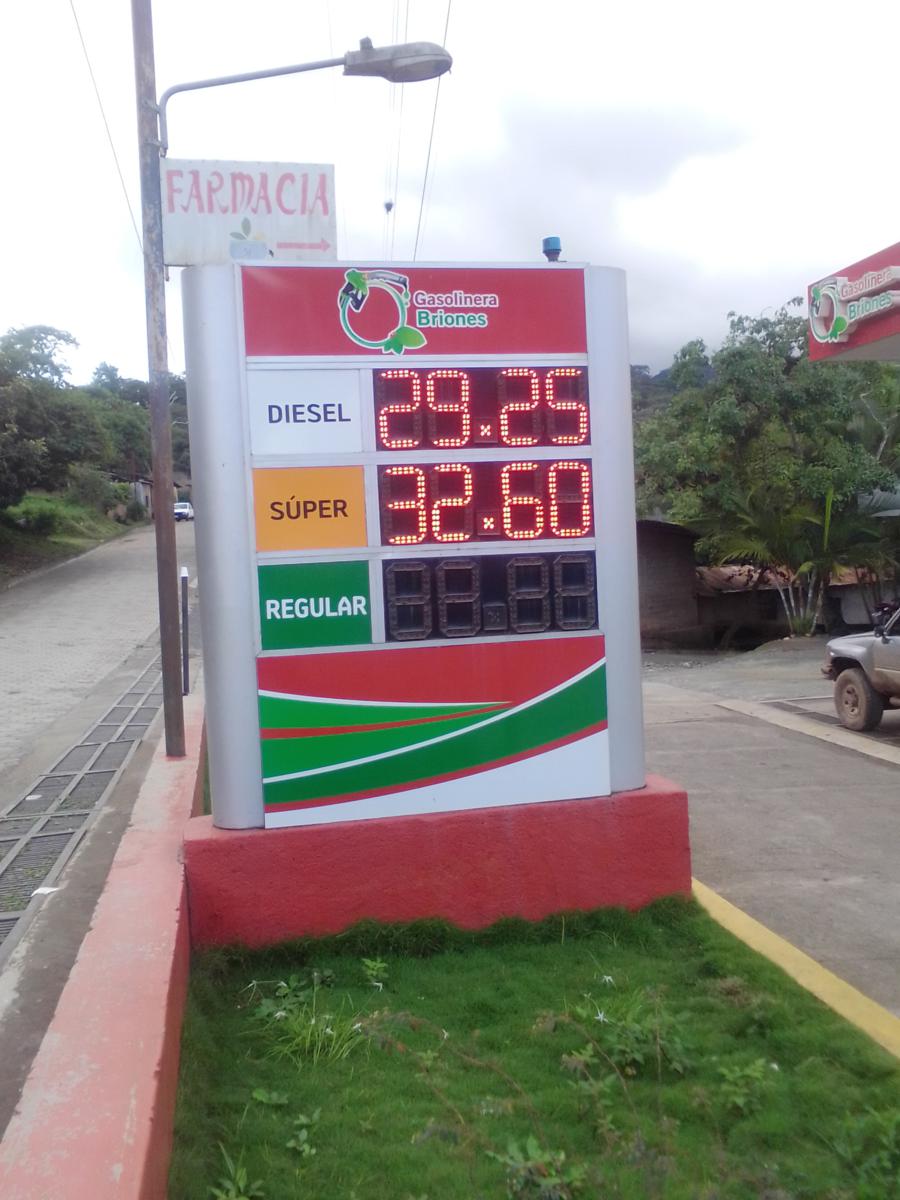 FARMACIA
Gasolinera
Briones
DIESEL 29.25
SÚPER 32.60
REGULAR
Gasolinera
Briones